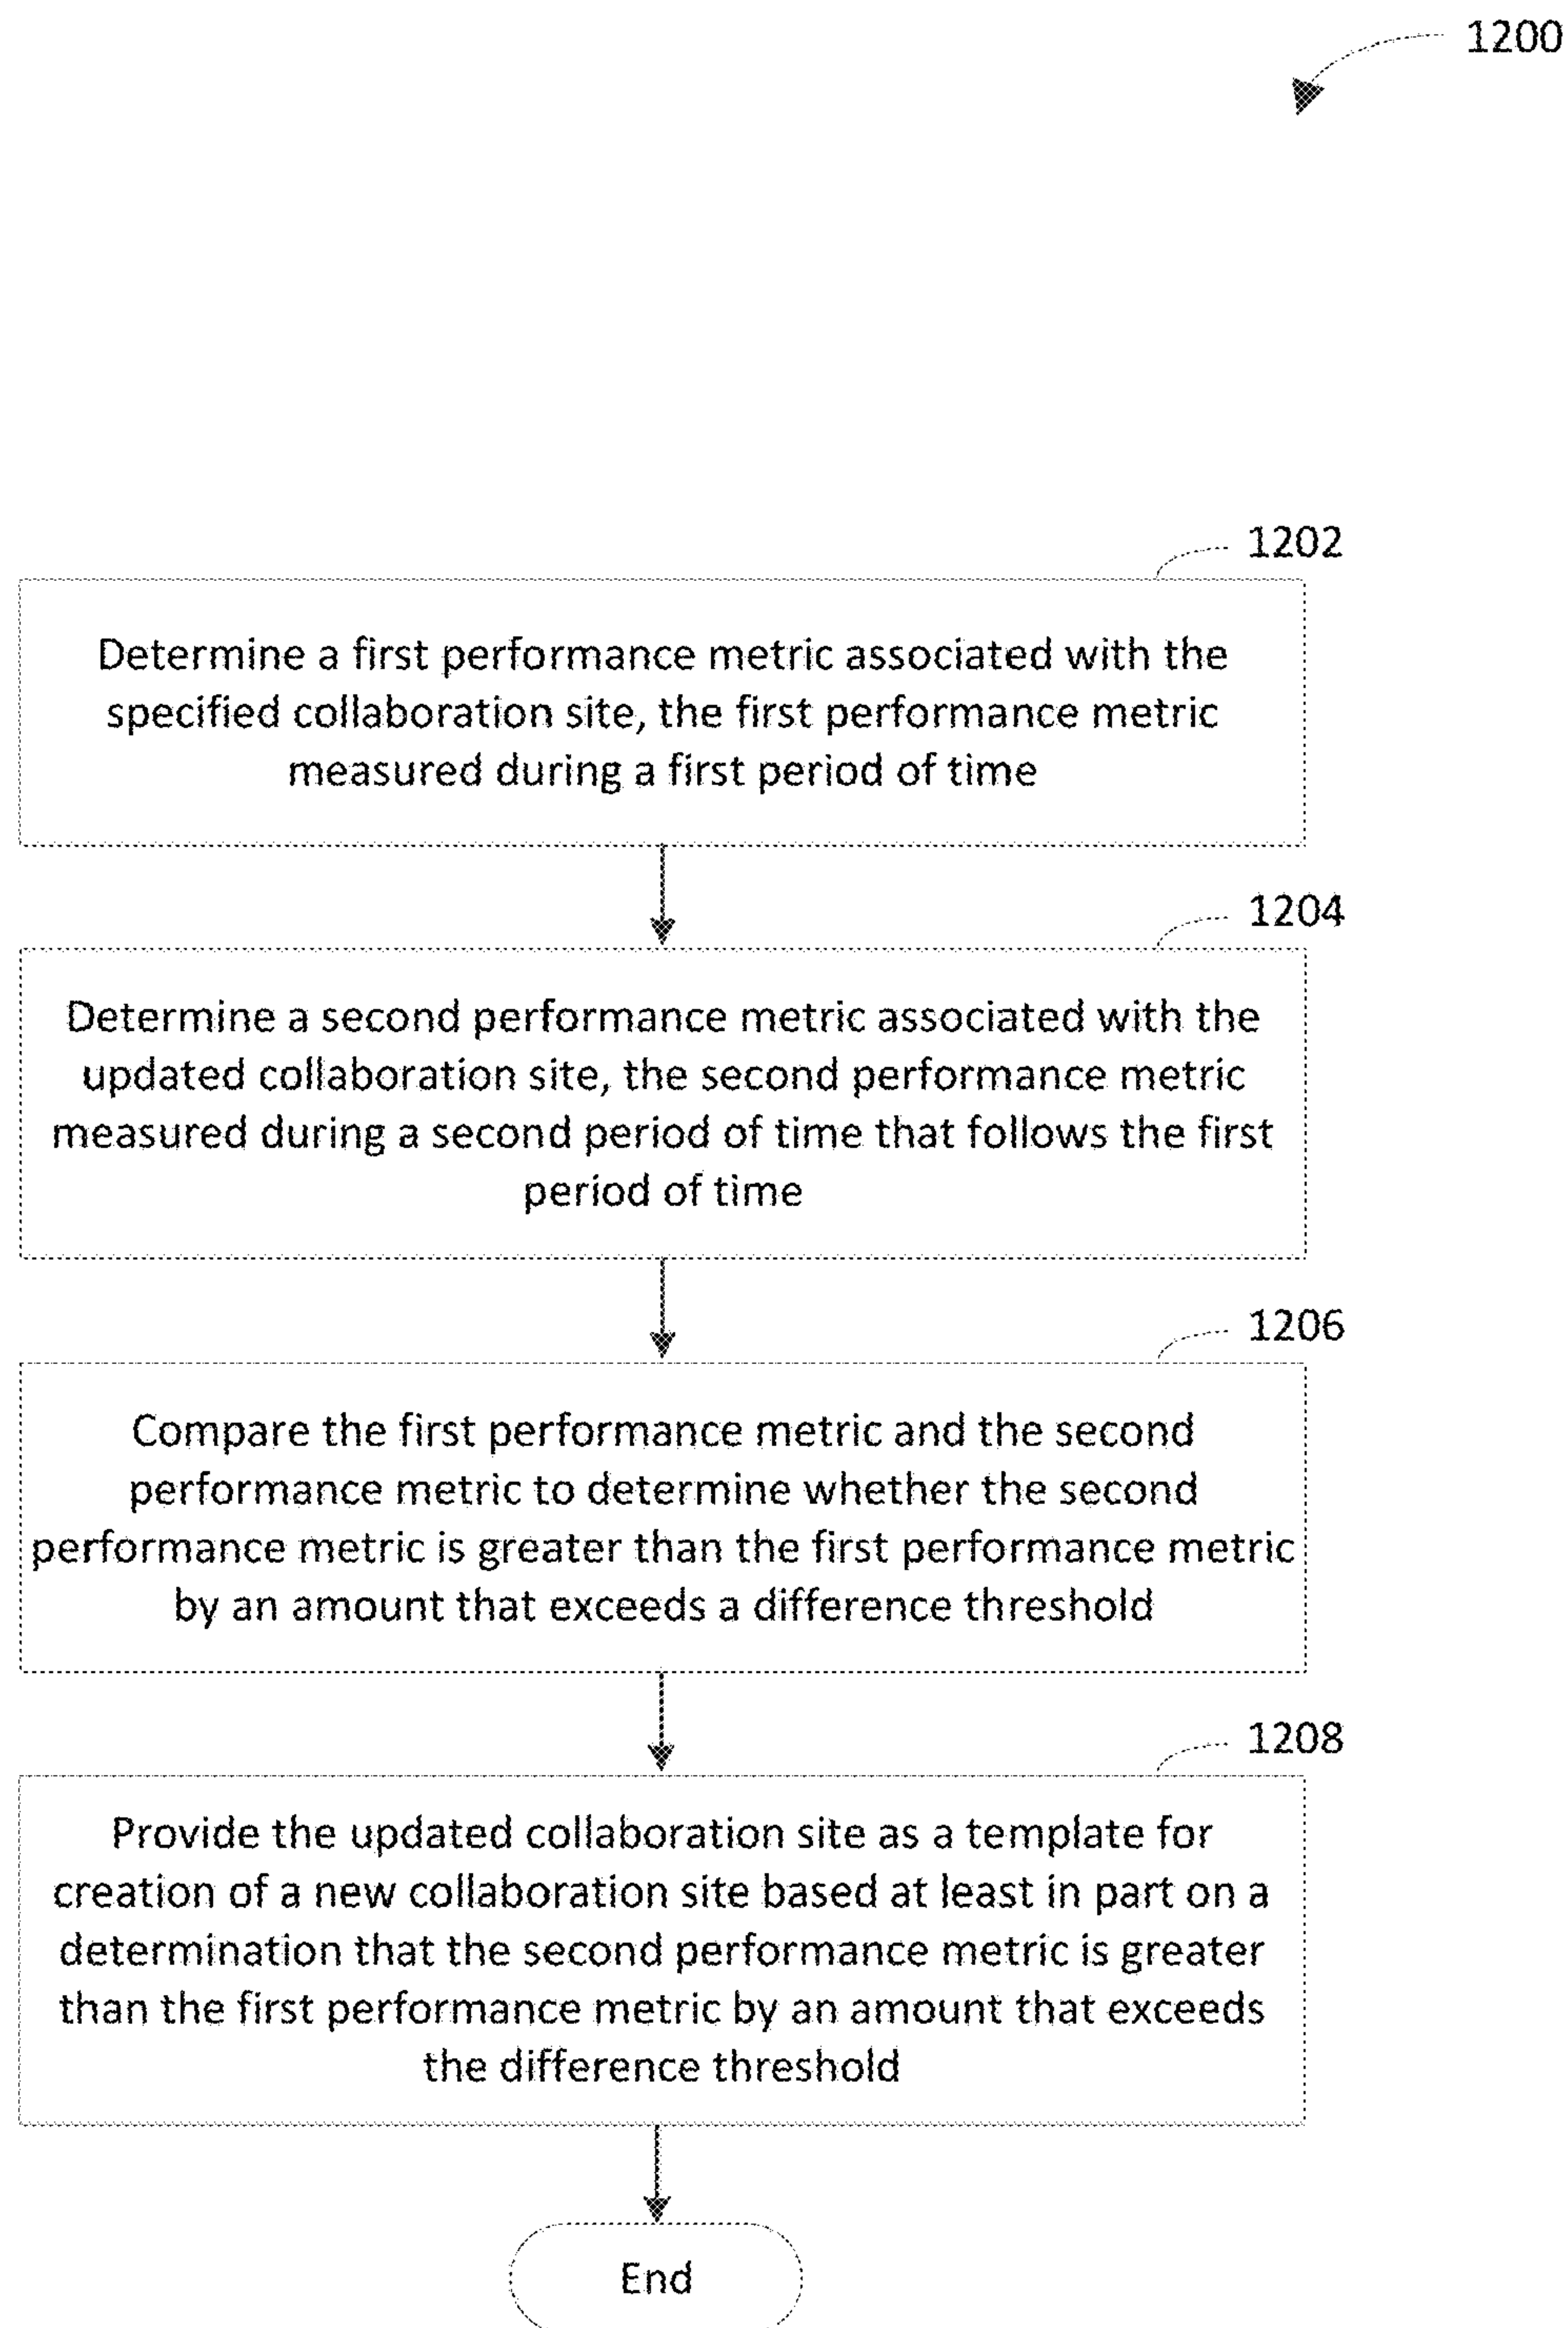 1200
1202
Determine a first performance metric associated with the
specified collaboration site, the first performance metric
measured during a first period of time
1204
Determine a second performance metric associated with the
updated collaboration site, the second performance metric
measured during a second period of time that follows the first
period of time
1206
Compare the first performance metric and the second
performance metric to determine whether the second
performance metric is greater than the first performance metric
by an amount that exceeds a difference threshold
1208
Provide the updated collaboration site as a template for
creation of a new collaboration site based at least in part on a
determination that the second performance metric is greater
than the first performance metric by an amount that exceeds
the difference threshold
End